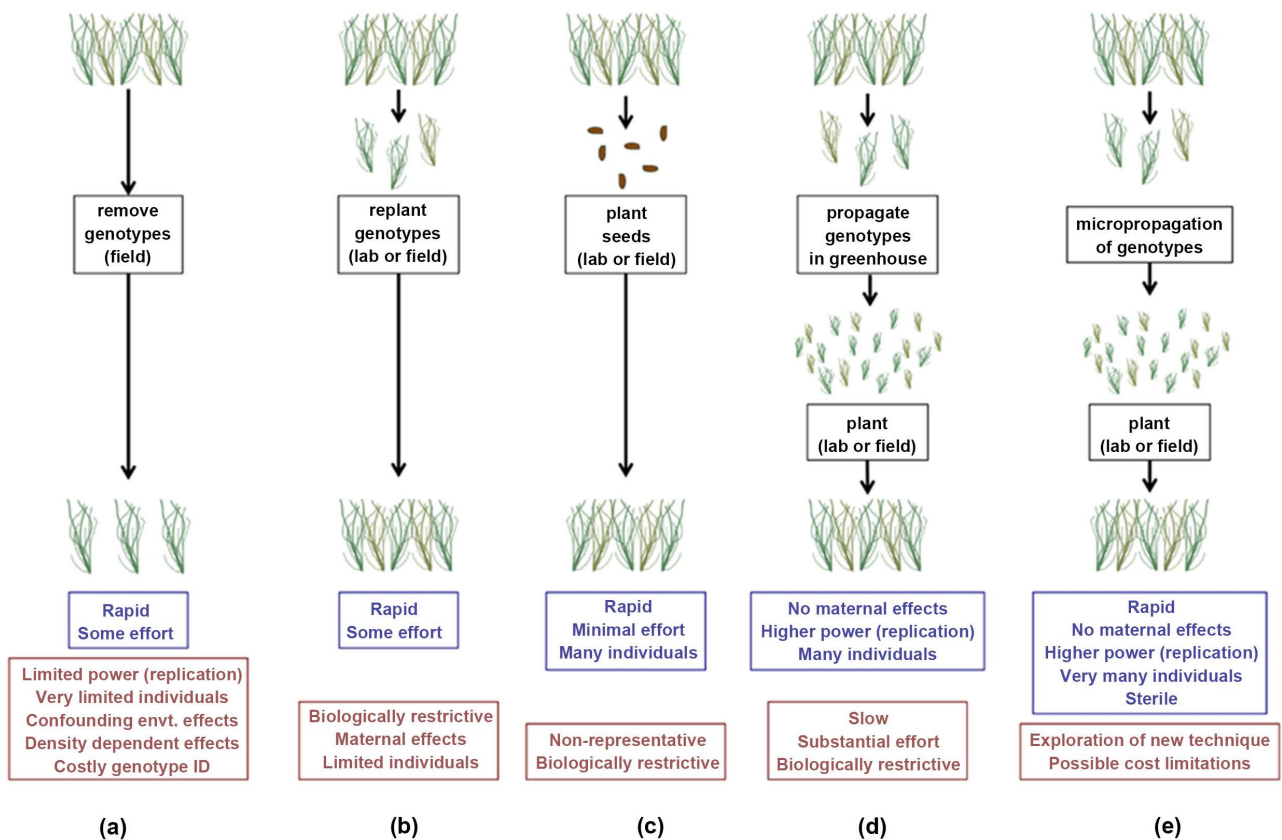 remove
genotypes
(field)
Rapid
Some effort
Limited power (replication)
Very limited individuals
Confounding envt. effects
Density dependent effects
Costly genotype ID
(a)
replant
genotypes
(lab or field)
Rapid
Some effort
Biologically restrictive
Maternal effects
Limited individuals
(b)
plant
seeds
(lab or field)
Rapid
Minimal effort
Many individuals
Non-representative
Biologically restrictive
(c)
propagate
genotypes
in greenhouse
plant
(lab or field)
No maternal effects
Higher power (replication)
Many individuals
Slow
Substantial effort
Biologically restrictive
(d)
micropropagation
of genotypes
plant
(lab or field)
Rapid
No maternal effects
Higher power (replication)
Very many individuals
Sterile
Exploration of new technique
Possible cost limitations
(e)